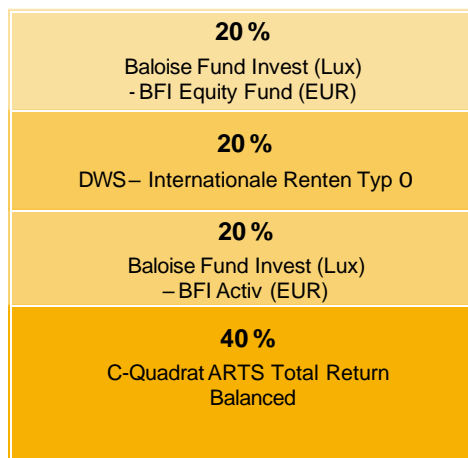 20 %
Baloise Fund Invest (Lux)
- BFI Equity Fund (EUR)
20 %
DWS – Internationale Renten Typ O
20 %
Baloise Fund Invest (Lux)
– BFI Activ (EUR)
40 %
C-Quadrat ARTS Total Return
Balanced